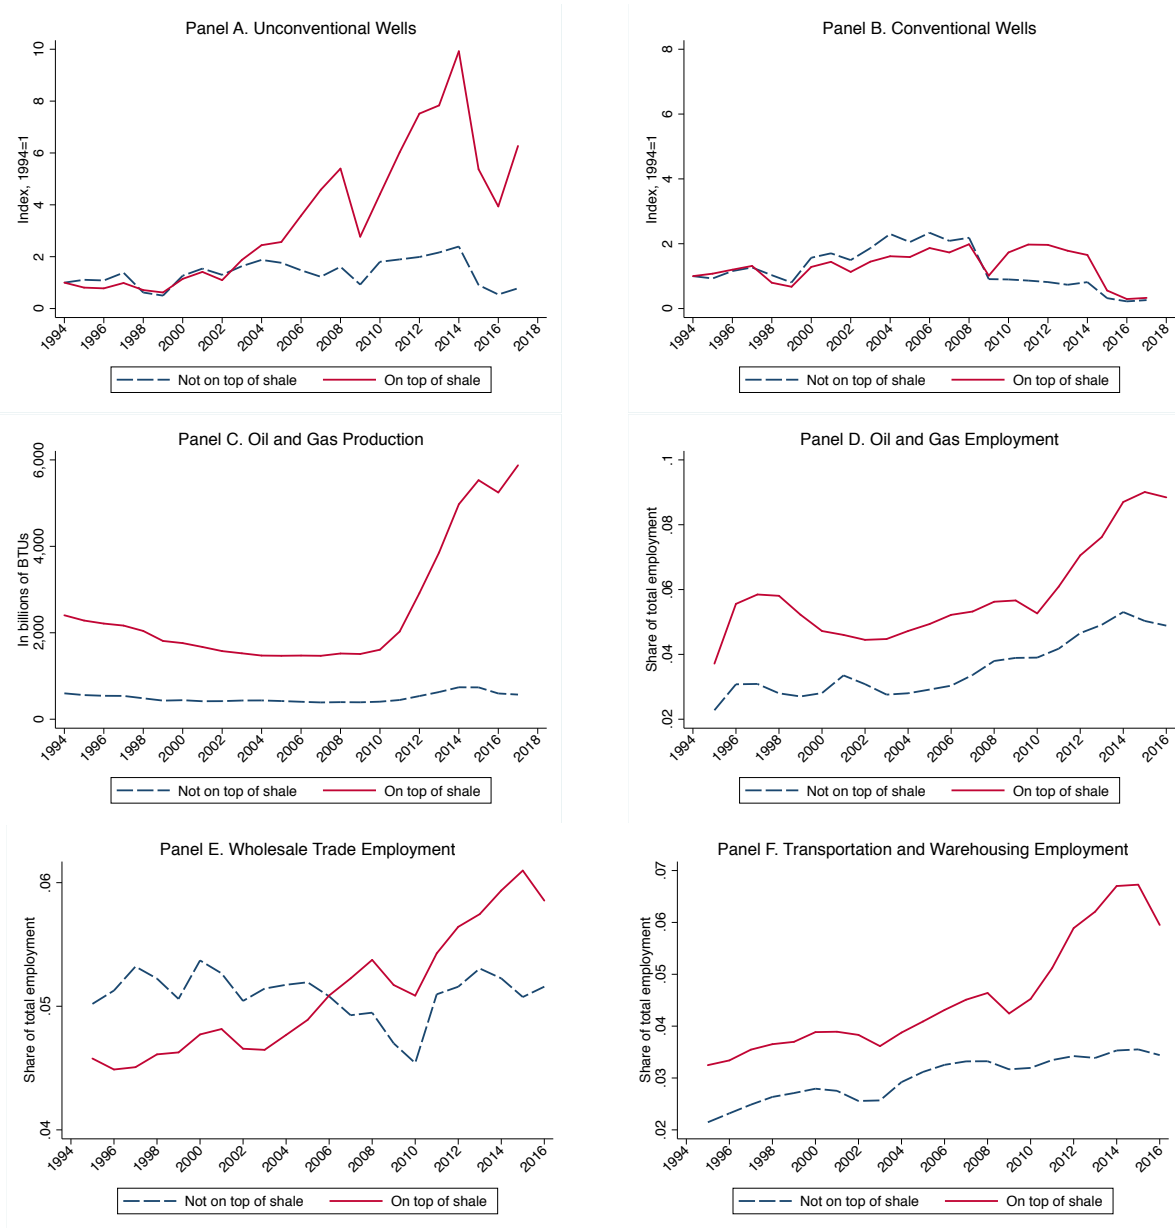 Panel A. Unconventional Wells
Index, 1994=1
10
8
6
4
2
0
1994 1996 1998 2000 2002 2004 2006 2008 2010 2012 2014 2016 2018
Not on top of shale On top of shale
Panel B. Conventional Wells
Index, 1994=1
8
6
4
2
0
1994 1996 1998 2000 2002 2004 2006 2008 2010 2012 2014 2016 2018
Not on top of shale On top of shale
Panel C. Oil and Gas Production
In billions of BTUs
6,000
4,000
2,000
0
1994 1996 1998 2000 2002 2004 2006 2008 2010 2012 2014 2016 2018
Not on top of shale On top of shale
Panel D. Oil and Gas Employment
Share of total employment
.1
.08
.06
.04
.02
1994 1996 1998 2000 2002 2004 2006 2008 2010 2012 2014 2016
Not on top of shale On top of shale
Panel E. Wholesale Trade Employment
Share of total employment
.06
.05
.04
1994 1996 1998 2000 2002 2004 2006 2008 2010 2012 2014 2016
Not on top of shale On top of shale
Panel F. Transportation and Warehousing Employment
Share of total employment
.07
.06
.05
.04
.03
.02
1994 1996 1998 2000 2002 2004 2006 2008 2010 2012 2014 2016
Not on top of shale On top of shale